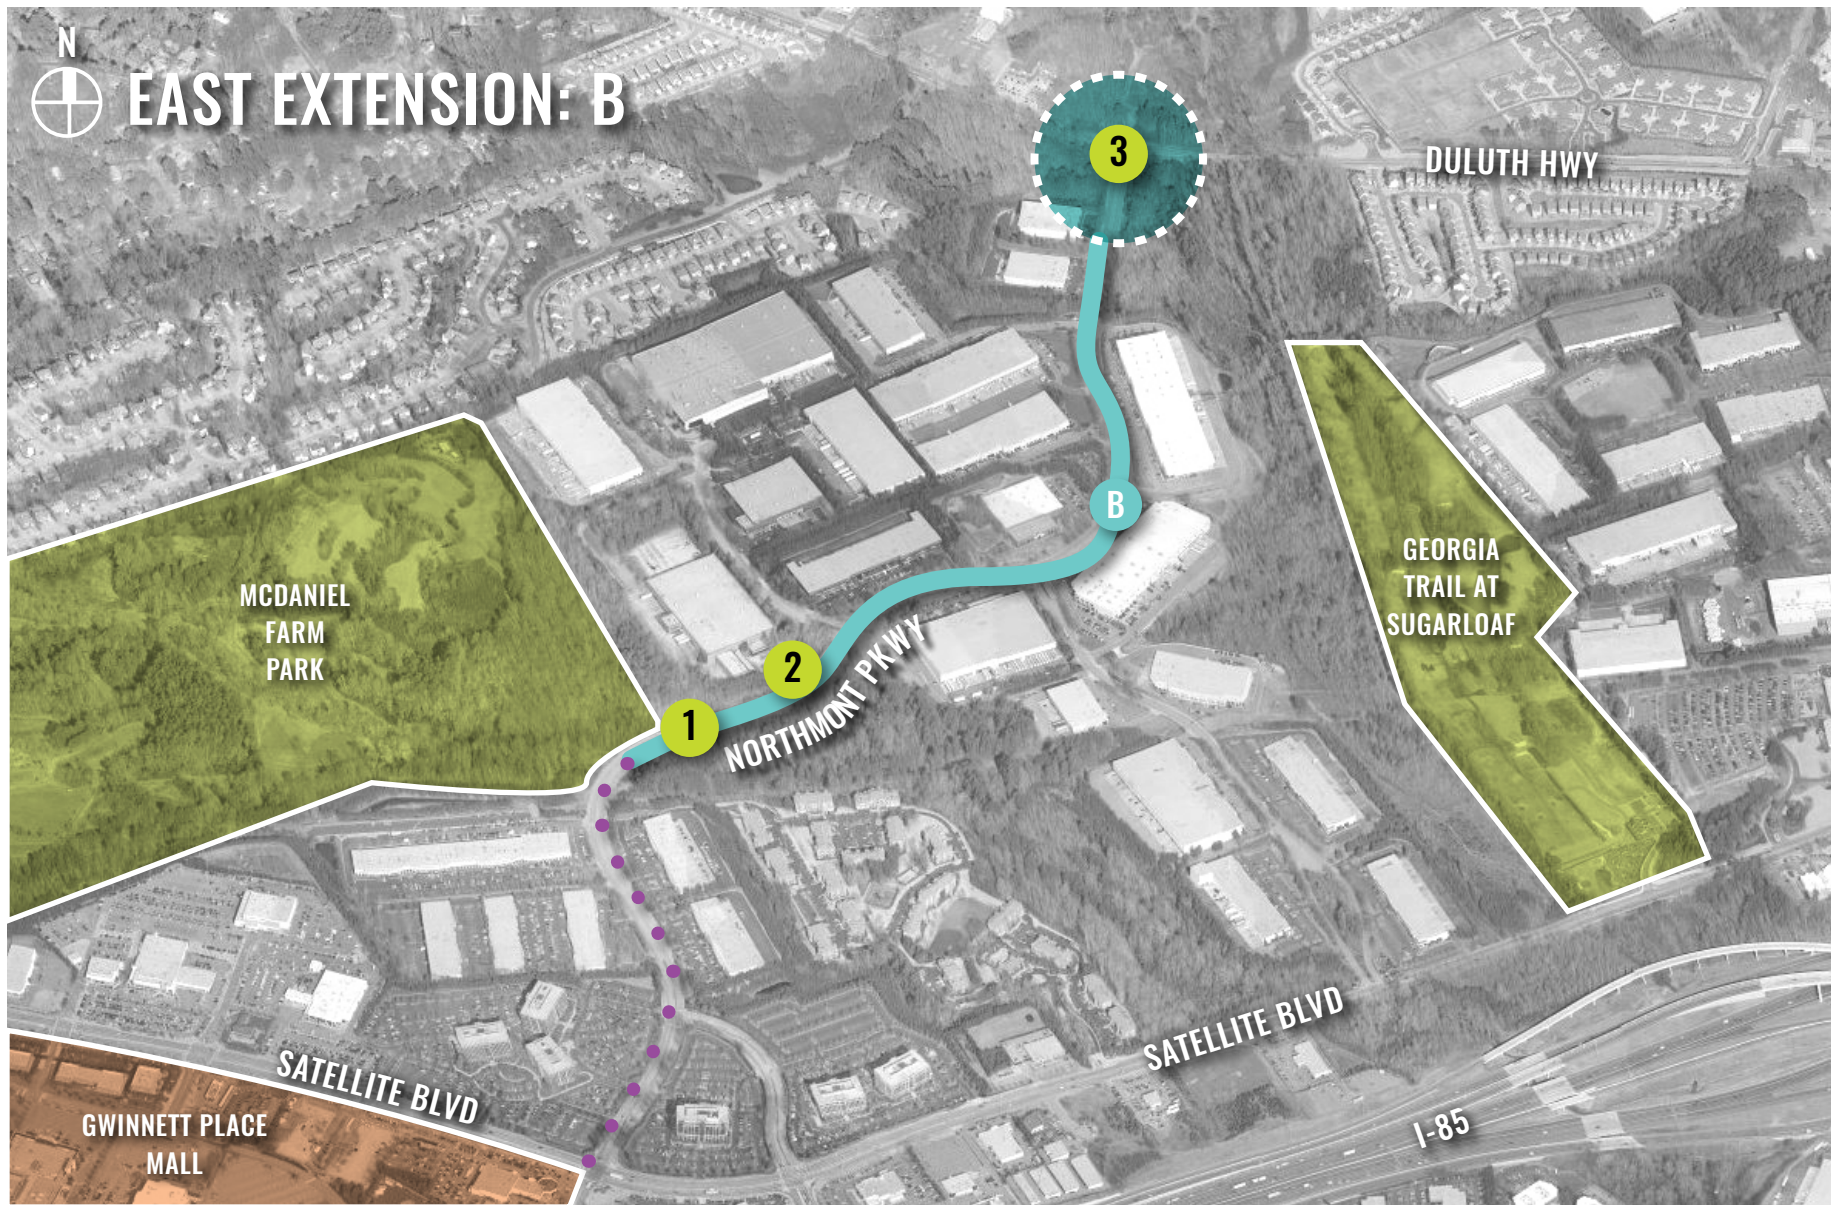 N
EAST EXTENSION: B
3
DULUTH HWY
B
GEORGIA
TRAIL AT
SUGARLOAF
MCDANIEL
FARM
PARK
2
1
NORTHMONT PKWY
SATELLITE BLVD
SATELLITE BLVD
I-85
GWINNETT PLACE
MALL